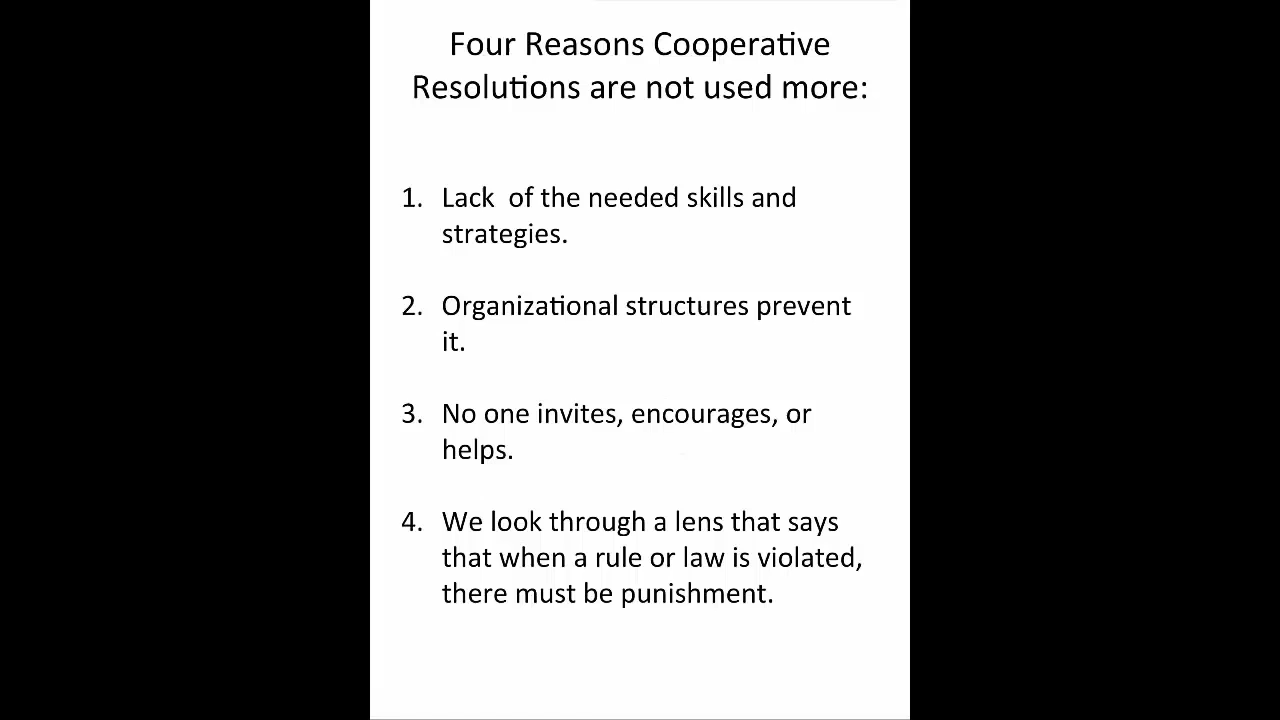 Four Reasons Cooperative
Resolutions are not used more:
1. Lack  of the needed skills and
strategies.
2. Organizational structures prevent
it.
3. No one invites, encourages, or
helps.
4. We look through a lens that says
that when a rule or law is violated,
there must be punishment.